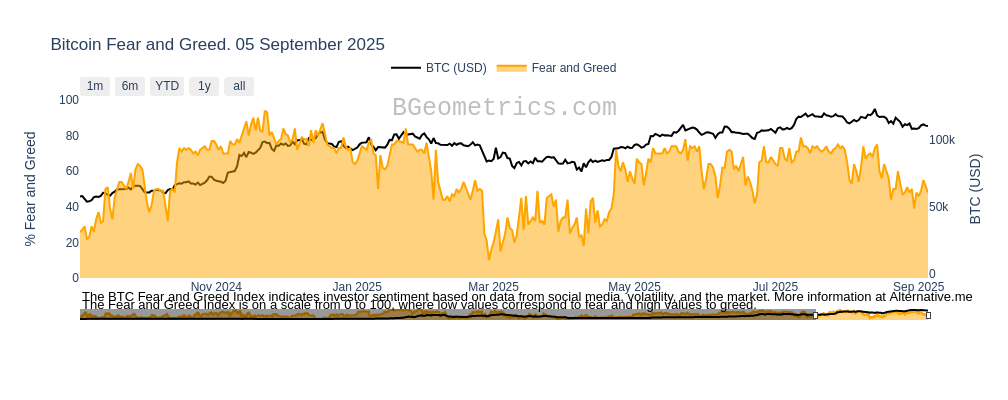 Bitcoin Fear and Greed. 05 September 2025
BTC (USD) Fear and Greed
1m 6m YTD 1y all
BGeometrics.com
100
80
60
40
20
0
% Fear and Greed
100k
50k
0
BTC (USD)
Nov 2024 Jan 2025 Mar 2025 May 2025 Jul 2025 Sep 2025
The BTC Fear and Greed Index indicates investor sentiment based on data from social media, volatility, and the market. More information at Alternative.me
The Fear and Greed Index is on a scale from 0 to 100, where low values correspond to fear and high values to greed.